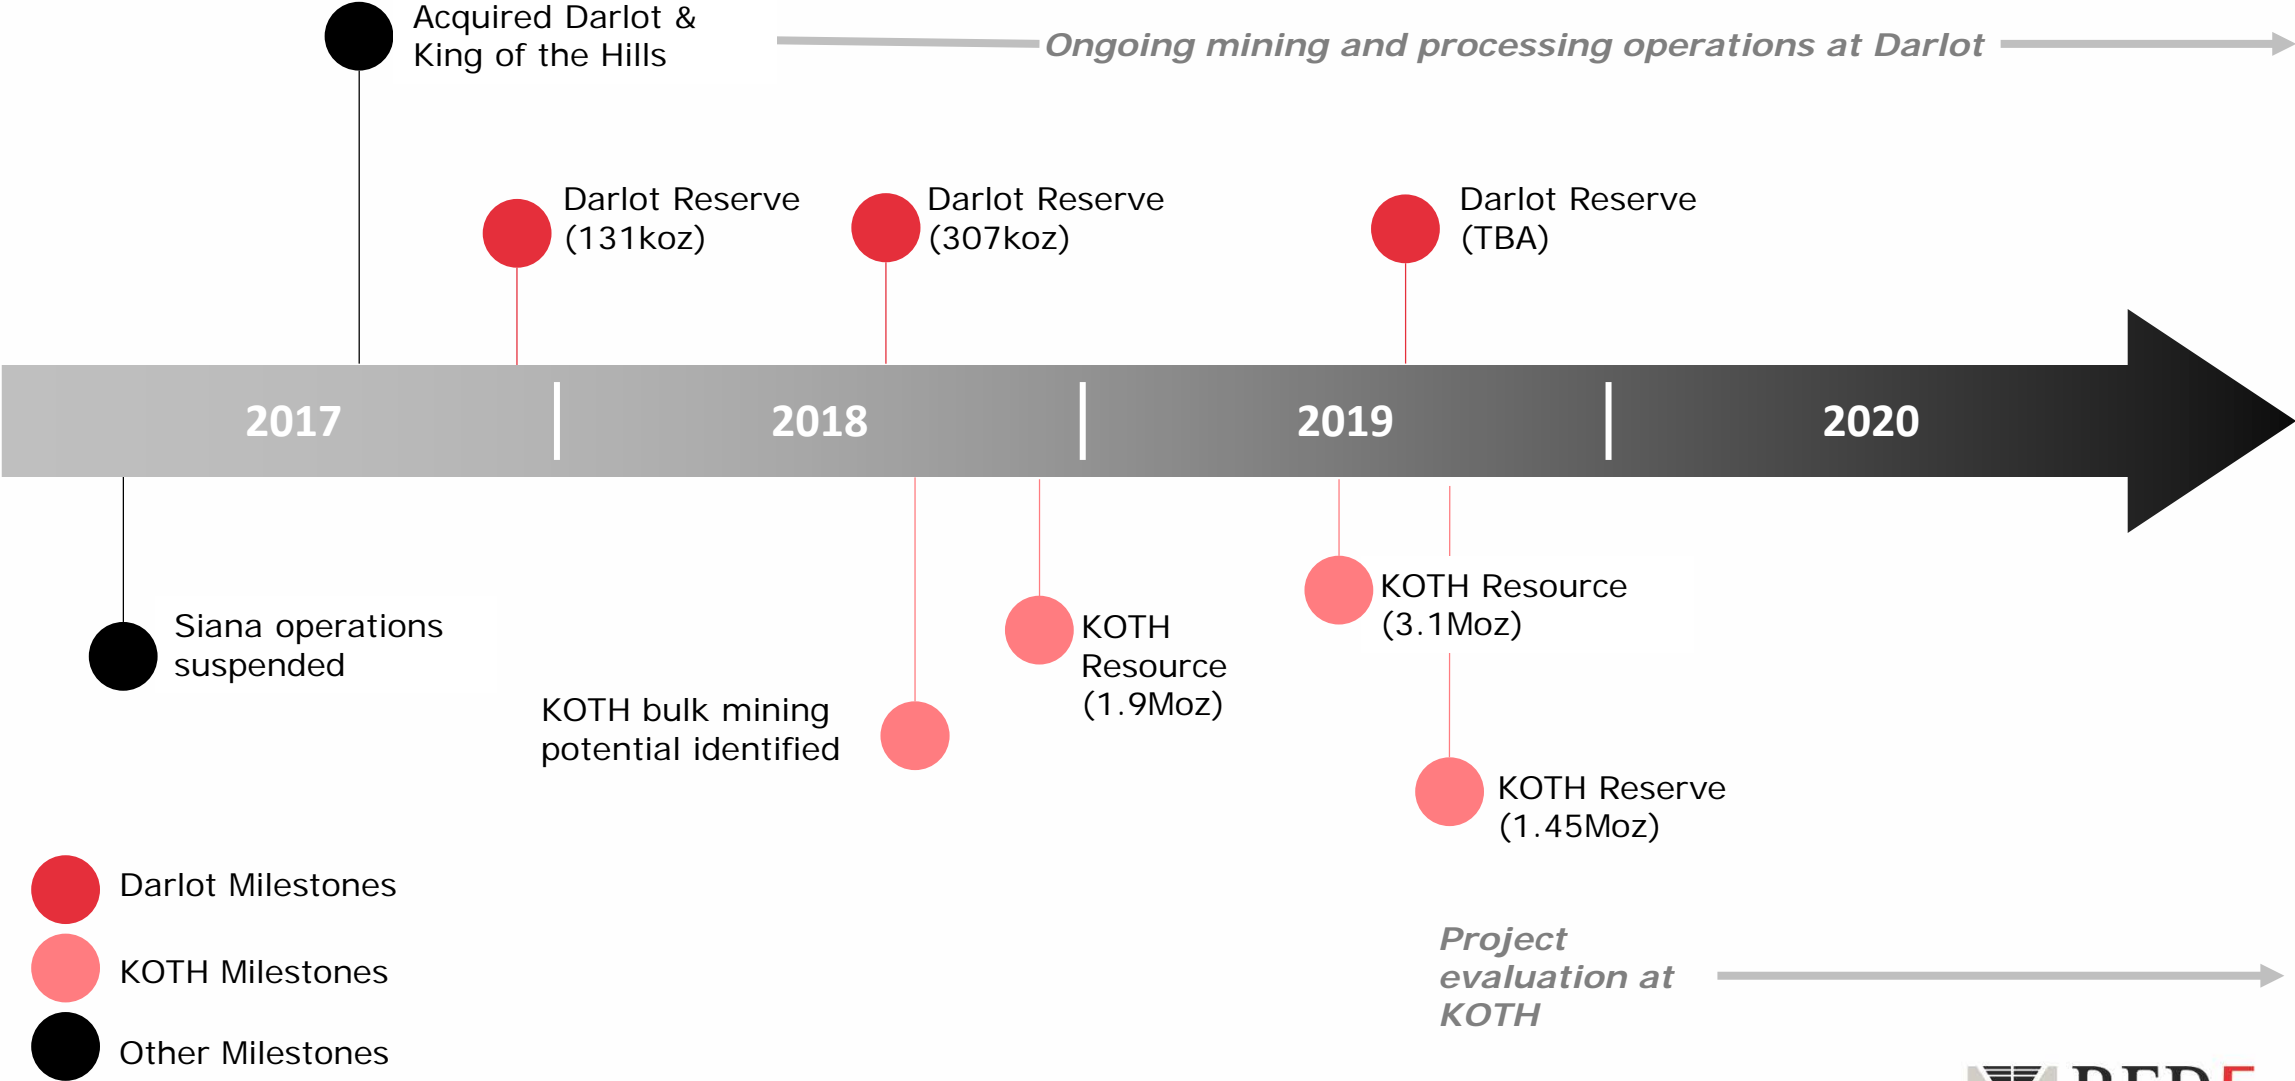 Acquired Darlot &
King of the Hills
Ongoing mining and processing operations at Darlot
Darlot Reserve
(131koz)
Darlot Reserve
(307koz)
Darlot Reserve
(TBA)
2017
2018
2019
2020
Siana operations
suspended
KOTH bulk mining
potential identified
KOTH
Resource
(1.9Moz)
KOTH Resource
(3.1Moz)
KOTH Reserve
(1.45Moz)
Darlot Milestones
KOTH Milestones
Other Milestones
Project
evaluation at
KOTH